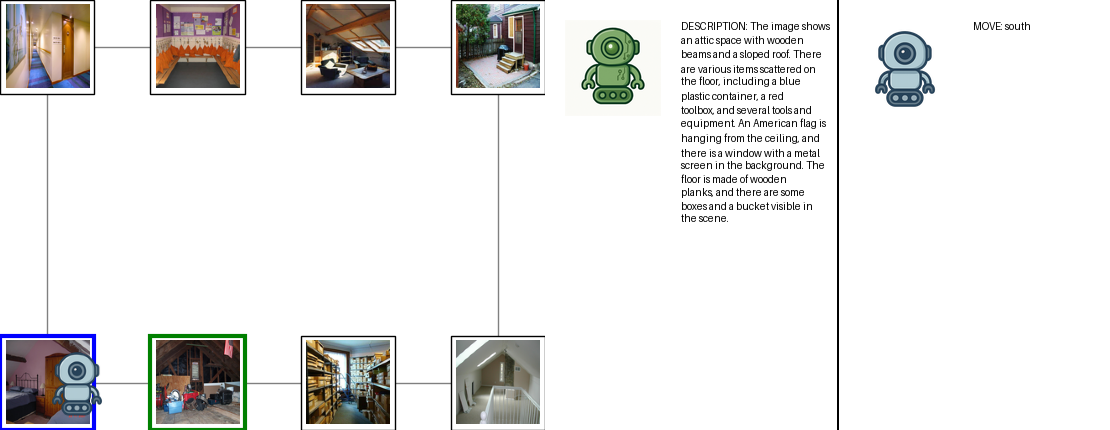 DESCRIPTION: The image shows
an attic space with wooden
beams and a sloped roof. There
are various items scattered on
the floor, including a blue
plastic container, a red
toolbox, and several tools and
equipment. An American flag is
hanging from the ceiling, and
there is a window with a metal
screen in the background. The
floor is made of wooden
planks, and there are some
boxes and a bucket visible in
the scene.
MOVE: south